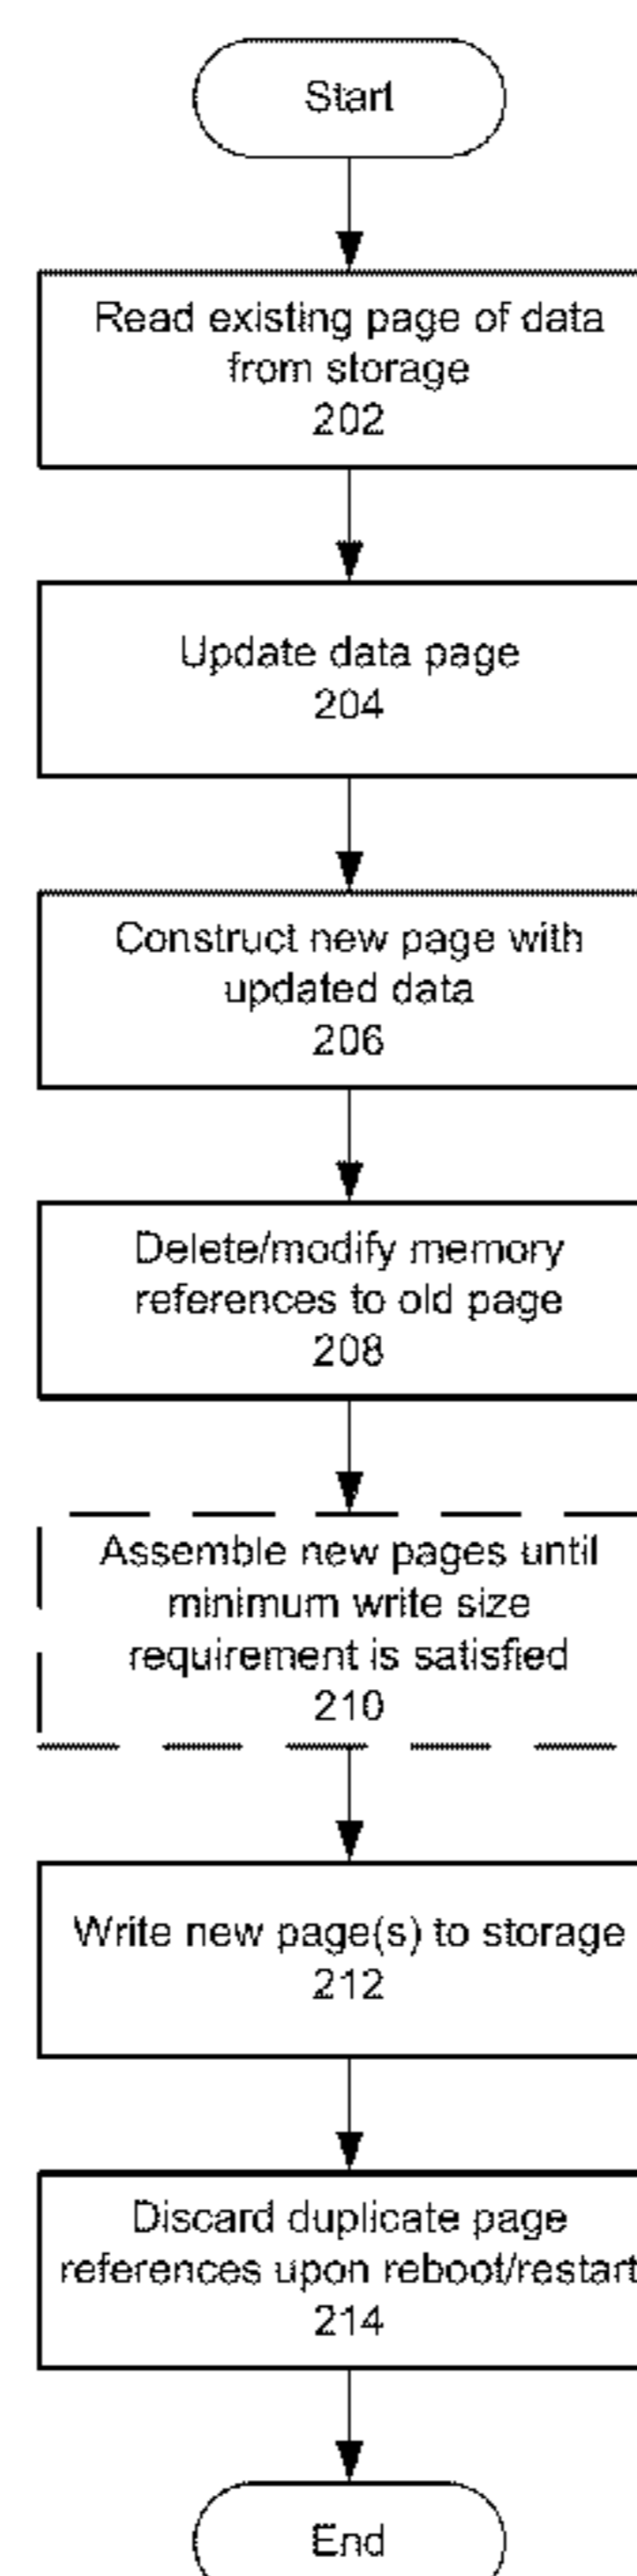 Start
Read existing page of data
from storage
202
Update data page
204
Construct new page with
updated data
206
Delete/modify memory
references to old page
208
Assemble new pages until
minimum write size
requirement is satisfied
210
Write new page(s) to storage
212
Discard duplicate page
references upon reboot/restart
214
End